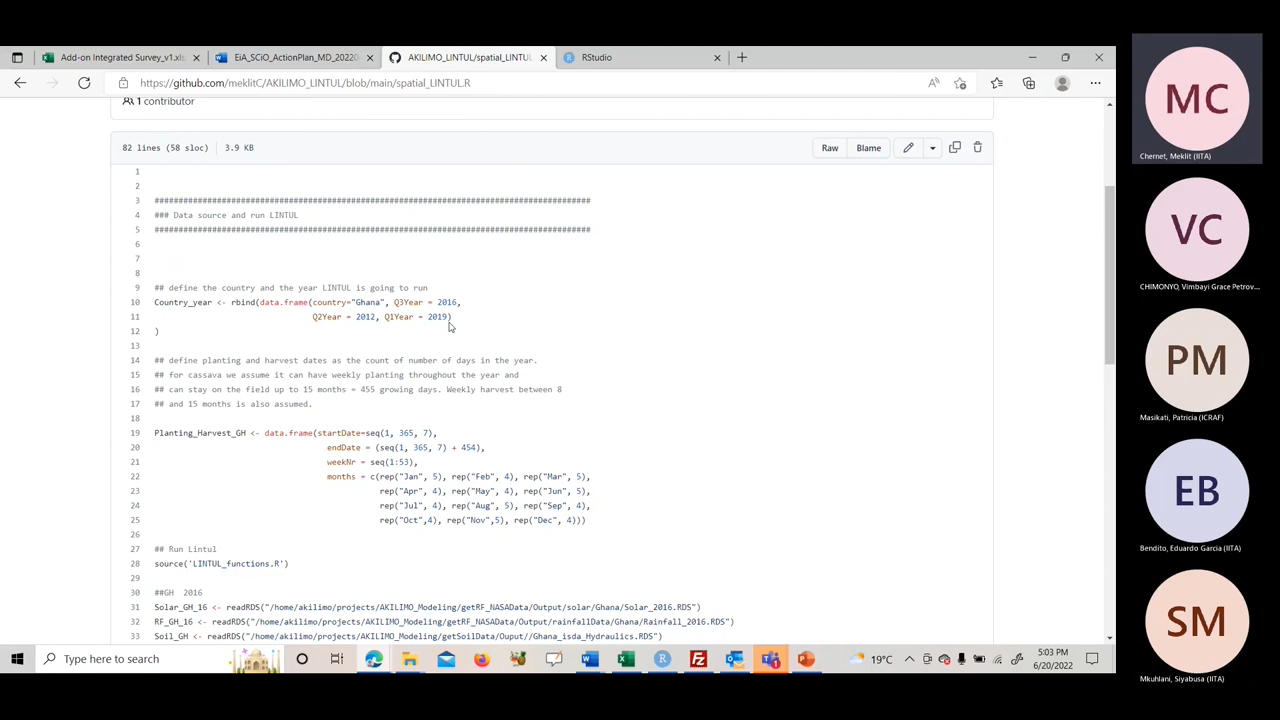 Add-on Integrated Survey_v1.xls
EiA_SCiO_ActionPlan_MD_20220
AKILIMO_LINTUL/spatial_LINTUL
RStudio
https://github.com/meklitC/AKILIMO_LINTUL/blob/main/spatial_LINTUL.R
1 contributor
82 lines (58 sloc) 3.9 KB
Raw Blame
1
2
3 ###########################################################################################
4 ### Data source and run LINTUL
5 ###########################################################################################
6
7
8
9 ## define the country and the year LINTUL is going to run
10 Country_year <- rbind(data.frame(country="Ghana", Q3Year = 2016,
11 Q2Year = 2012, Q1Year = 2019)
12 )
13
14 ## define planting and harvest dates as the count of number of days in the year.
15 ## for cassava we assume it can have weekly planting throughout the year and
16 ## can stay on the field up to 15 months = 455 growing days. Weekly harvest between 8
17 ## and 15 months is also assumed.
18
19 Planting_Harvest_GH <- data.frame(startDate=seq(1, 365, 7),
20 endDate = (seq(1, 365, 7) + 454),
21 weekNr = seq(1:53),
22 months = c(rep("Jan", 5), rep("Feb", 4), rep("Mar", 5),
23 rep("Apr", 4), rep("May", 4), rep("Jun", 5),
24 rep("Jul", 4), rep("Aug", 5), rep("Sep", 4),
25 rep("Oct",4), rep("Nov",5), rep("Dec", 4)))
26
27 ## Run Lintul
28 source('LINTUL_functions.R')
29
30 ##GH 2016
31 Solar_GH_16 <- readRDS("/home/akilimo/projects/AKILIMO_Modeling/getRF_NASAData/Output/solar/Ghana/Solar_2016.RDS")
32 RF_GH_16 <- readRDS("/home/akilimo/projects/AKILIMO_Modeling/getRF_NASAData/Output/rainfallData/Ghana/Rainfall_2016.RDS")
33 Soil_GH <- readRDS("/home/akilimo/projects/AKILIMO_Modeling/getSoilData/Ouput//Ghana_isda_Hydraulics.RDS")
Type here to search
19°C
5:03 PM
6/20/2022
MC
Chernet, Meklit (IITA)
VC
CHIMONYO, Vimbayi Grace Petrov...
PM
Masikati, Patricia (ICRAF)
EB
Bendito, Eduardo Garcia (IITA)
SM
Mkuhlani, Siyabusa (IITA)